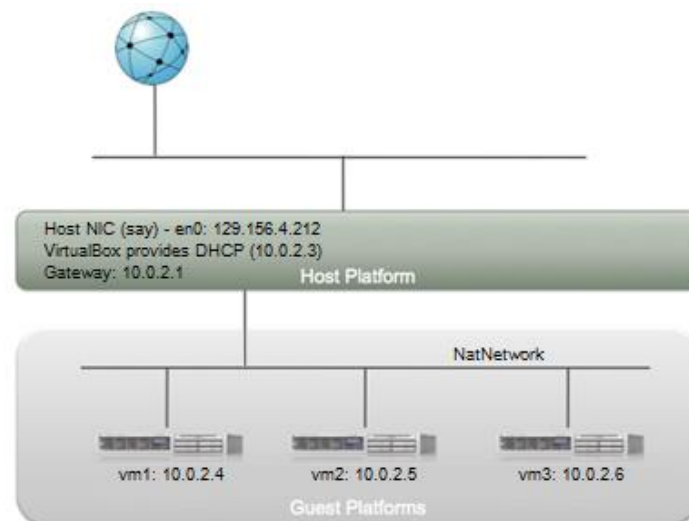 Host NIC (say) - en0: 129.156.4.212
VirtualBox provides DHCP (10.0.2.3)
Gateway: 10.0.2.1
Host Platform
NatNetwork
vm1: 10.0.2.4
vm2: 10.0.2.5
vm3: 10.0.2.6
Guest Platforms